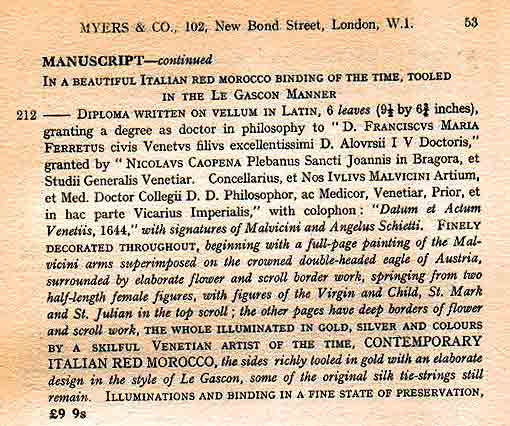 MYERS & CO., 102, New Bond Street, London, W.1. 53
MANUSCRIPT—continued
IN A BEAUTIFUL ITALIAN RED MOROCCO BINDING OF THE TIME, TOOLED
IN THE LE GASCON MANNER
212 —— DIPLOMA WRITTEN ON VELLUM IN LATIN, 6 leaves (9½ by 6¾ inches),
granting a degree as doctor in philosophy to " D. FRANCISCVS MARIA
FERRETUS civis Venetvs filivs excellentissimi D. Alovrsii I V Doctoris,"
granted by " NICOLAVS CAOPENA Plebanus Sancti Joannis in Bragora, et
Studii Generalis Venetiar. Concellarius, et Nos IVLIVS MALVICINI Artium,
et Med. Doctor Collegii D. D. Philosophor, ac Medicor, Venetiar, Prior, et
in hac parte Vicarius Imperialis," with colophon : "Datum et Actum
Venetiis, 1644," with signatures of Malvicini and Angelus Schietti. FINELY
DECORATED THROUGHOUT, beginning with a full-page painting of the Mal-
vicini arms superimposed on the crowned double-headed eagle of Austria,
surrounded by elaborate flower and scroll border work, springing from two
half-length female figures, with figures of the Virgin and Child, St. Mark
and St. Julian in the top scroll ; the other pages have deep borders of flower
and scroll work, THE WHOLE ILLUMINATED IN GOLD, SILVER AND COLOURS
BY A SKILFUL VENETIAN ARTIST OF THE TIME, CONTEMPORARY
ITALIAN RED MOROCCO, the sides richly tooled in gold with an elaborate
design in the style of Le Gascon, some of the original silk tie-strings still
remain. ILLUMINATIONS AND BINDING IN A FINE STATE OF PRESERVATION,
£9 9s